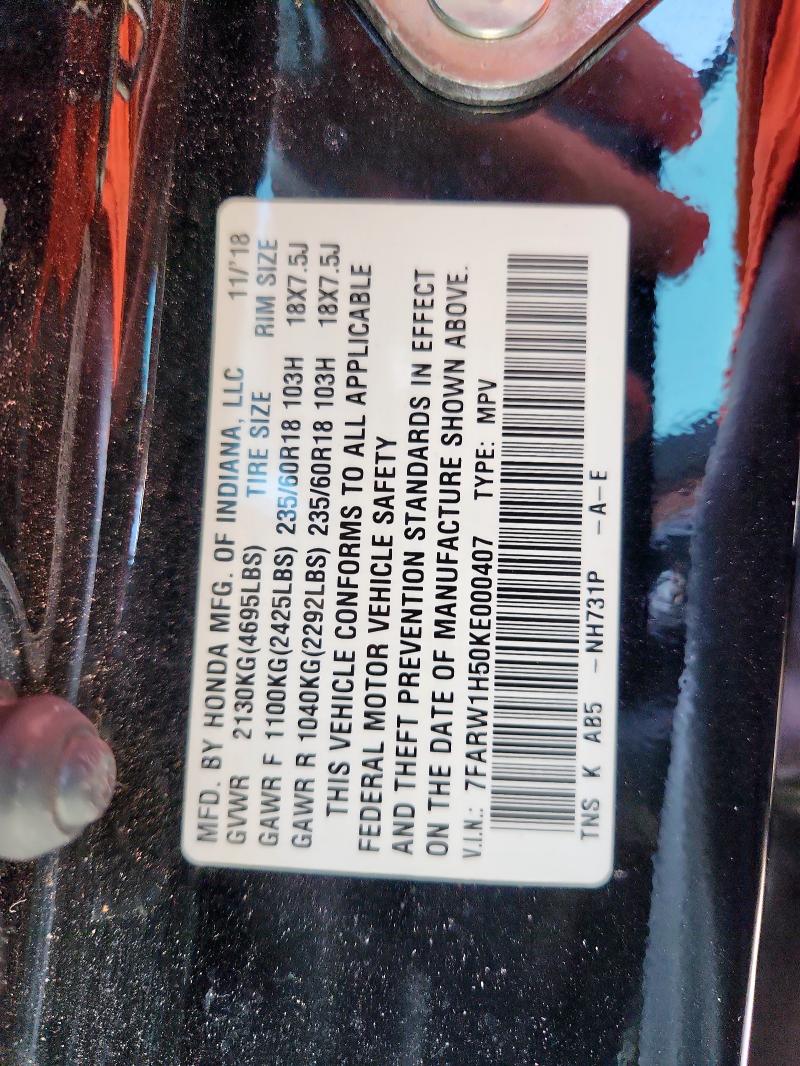 MFD. BY HONDA MFG. OF INDIANA, LLC 11/'18
GVWR 2130KG(4695LBS) TIRE SIZE RIM SIZE
GAWR F 1100KG(2425LBS) 235/60R18 103H 18X7.5J
GAWR R 1040KG(2292LBS) 235/60R18 103H 18X7.5J
THIS VEHICLE CONFORMS TO ALL APPLICABLE
FEDERAL MOTOR VEHICLE SAFETY
AND THEFT PREVENTION STANDARDS IN EFFECT
ON THE DATE OF MANUFACTURE SHOWN ABOVE.
V.I.N.: 7FARW1H50KE000407 TYPE: MPV
TNS K AB5 -NH731P -A-E